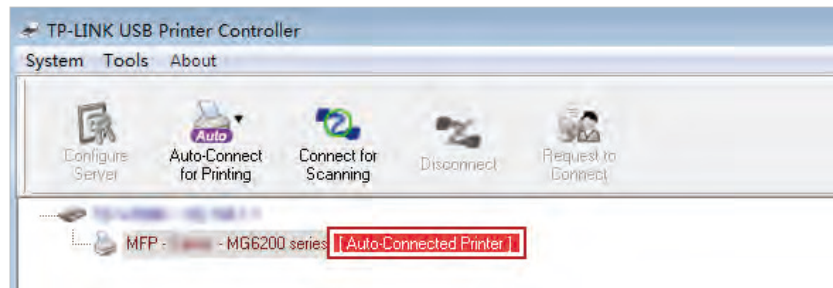 TP-LINK USB Printer Controller
System Tools About
Auto
Configure Server
Auto-Connect for Printing
Connect for Scanning
Disconnect
Request to Connect
MFP - - MG6200 series [Auto-Connected Printer]